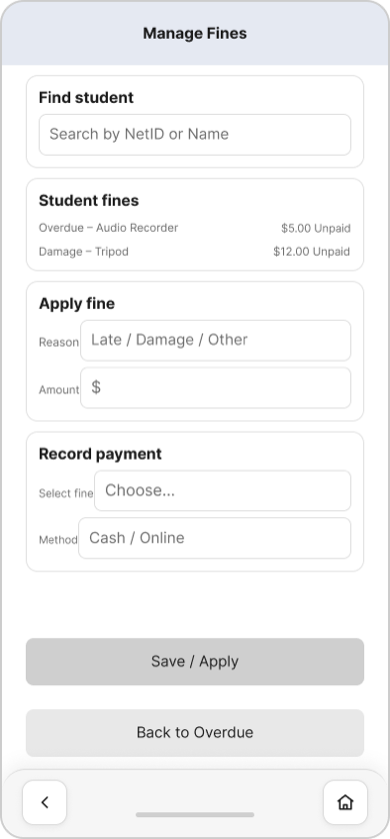 Manage Fines
Find student
Search by NetID or Name
Student fines
Overdue – Audio Recorder $5.00 Unpaid
Damage – Tripod $12.00 Unpaid
Apply fine
Reason Late / Damage / Other
Amount $
Record payment
Select fine Choose...
Method Cash / Online
Save / Apply
Back to Overdue